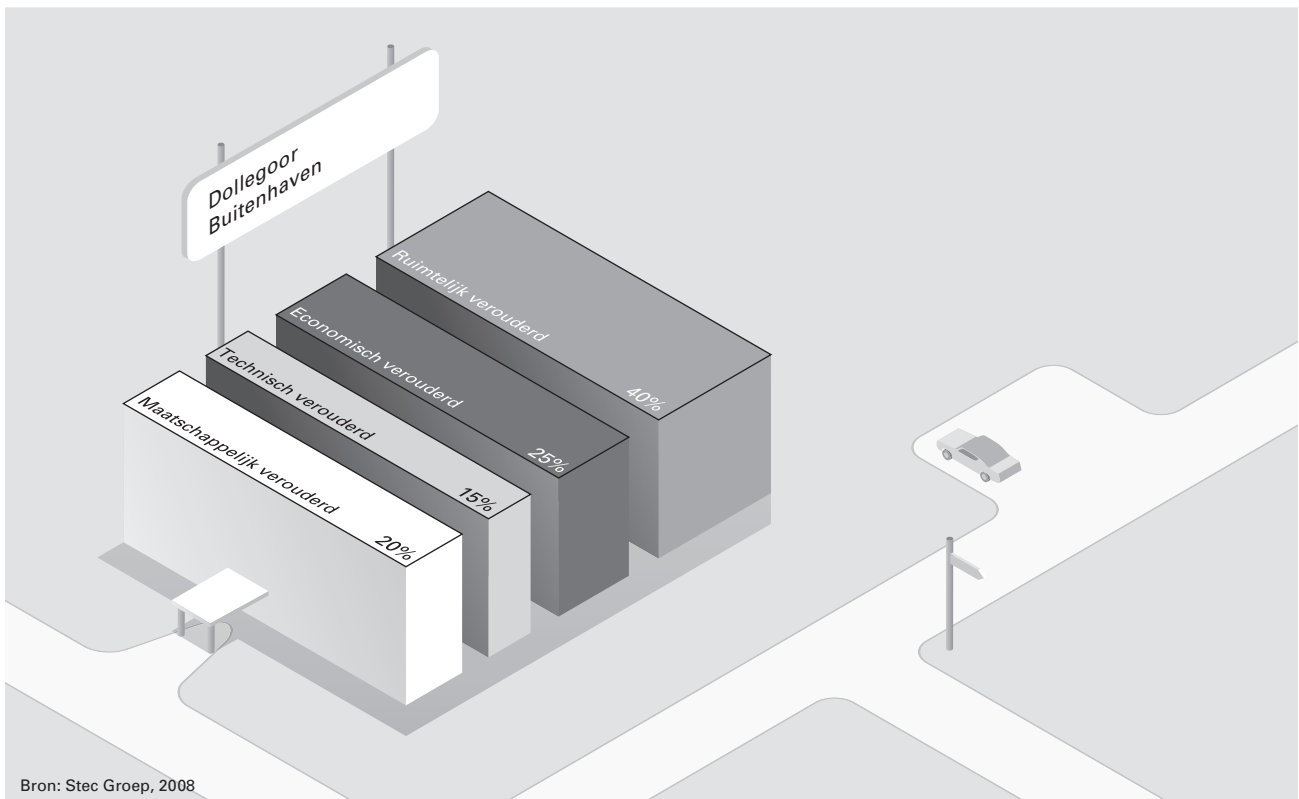 Dollegoor
Buitenhaven
Ruimtelijk verouderd
40%
Economisch verouderd
25%
Technisch verouderd
15%
Maatschappelijk verouderd
20%
Bron: Stec Groep, 2008